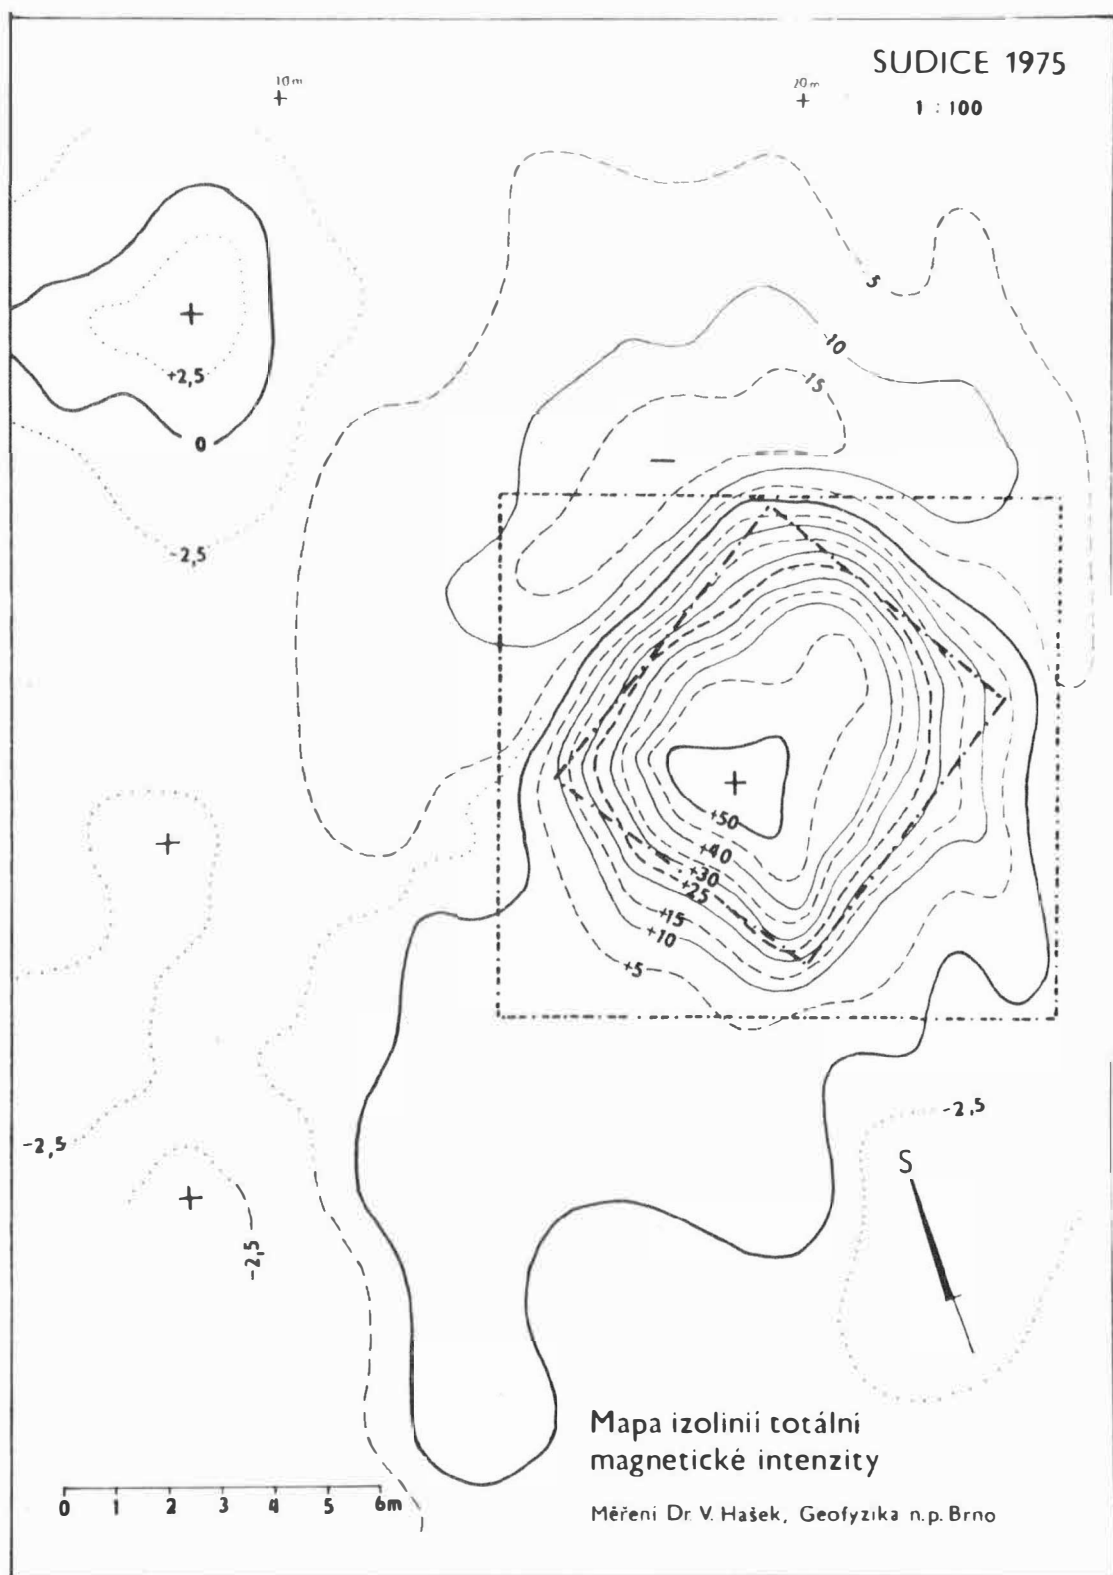 SUDICE 1975
1 : 100
10m
20m
5
10
15
+2,5
0
-2,5
+50
+40
+30
+25
+15
+10
+5
-2,5
-2,5
-2,5
S
Mapa izolinií totální
magnetické intenzity
Měření Dr. V. Hašek, Geofyzika n.p. Brno
0 1 2 3 4 5 6m